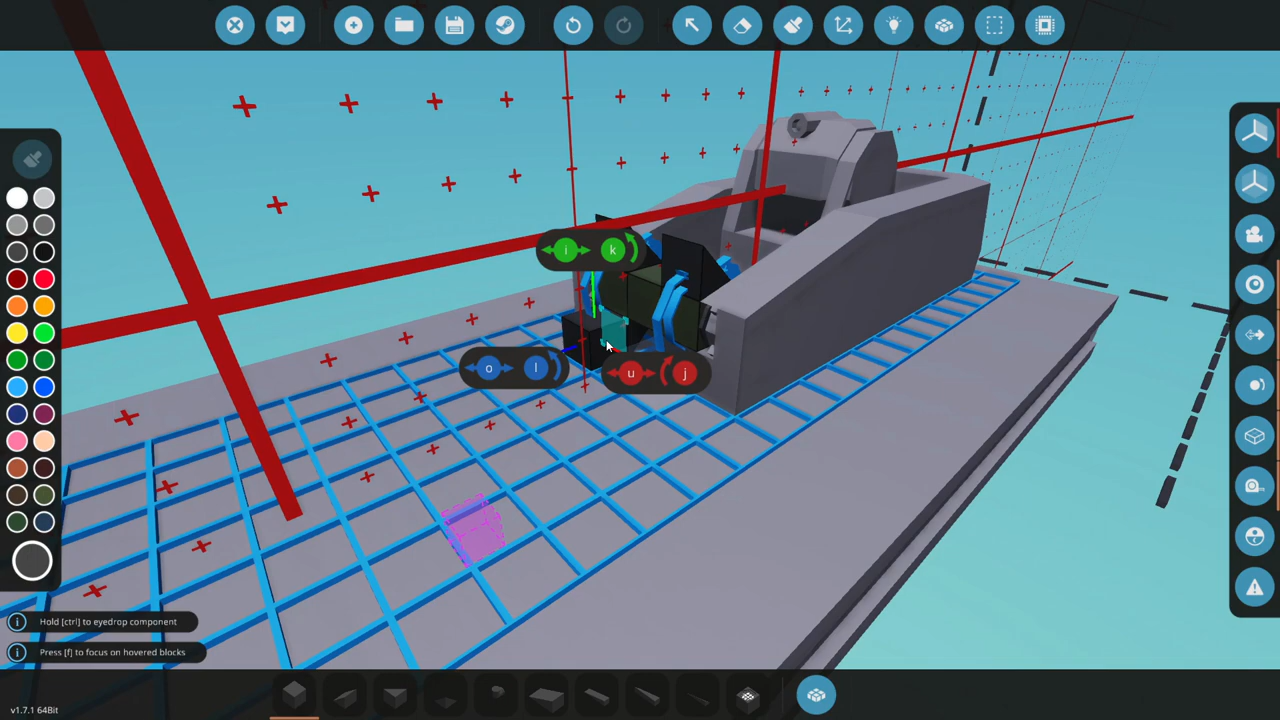 i k
o l
u j
Hold [ctrl] to eyedrop component
Press [f] to focus on hovered blocks
v1.7.1 64Bit